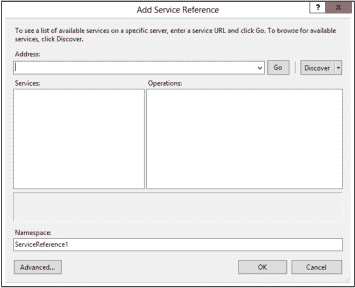 Add Service Reference
? X
To see a list of available services on a specific server, enter a service URL and click Go. To browse for available
services, click Discover.
Address:
Go Discover
Services: Operations:
Namespace:
ServiceReference1
Advanced... OK Cancel